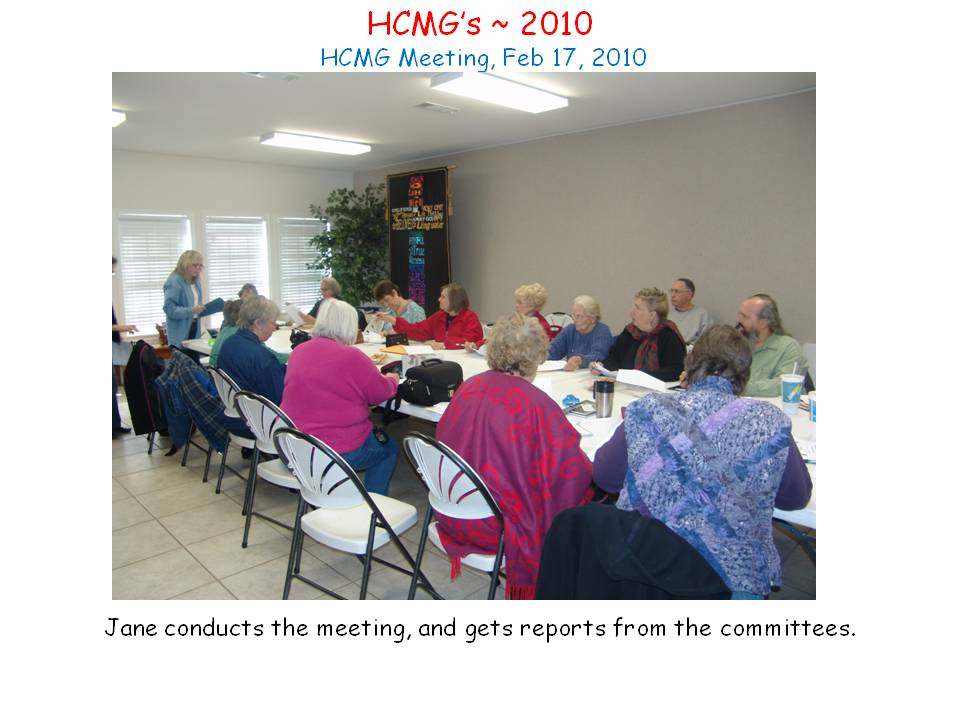 HCMG's ~ 2010
HCMG Meeting, Feb 17, 2010
Jane conducts the meeting, and gets reports from the committees.